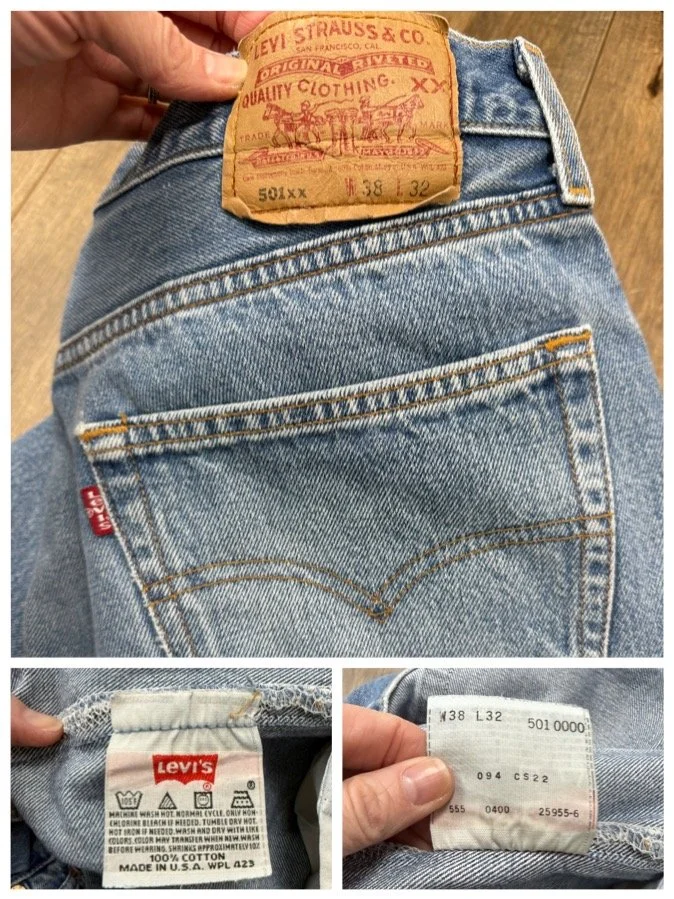 LEVI STRAUSS & CO.
SAN FRANCISCO, CAL.
ORIGINAL RIVETED
QUALITY CLOTHING.
XX
TRADE MARK
501xx W 38 L 32
LEVI'S
LEVI'S
®
105F
MACHINE WASH HOT. NORMAL CYCLE. ONLY NON-
CHLORINE BLEACH IF NEEDED. TUMBLE DRY HOT.
HOT IRON IF NEEDED. WASH AND DRY WITH LIKE
COLORS. COLOR MAY TRANSFER WHEN NEW. WASH
BEFORE WEARING. SHRINKS APPROXIMATELY 10%
100% COTTON
MADE IN U.S.A. WPL 423
W38 L32 501 0000
094 CS22
555 0400 25955-6